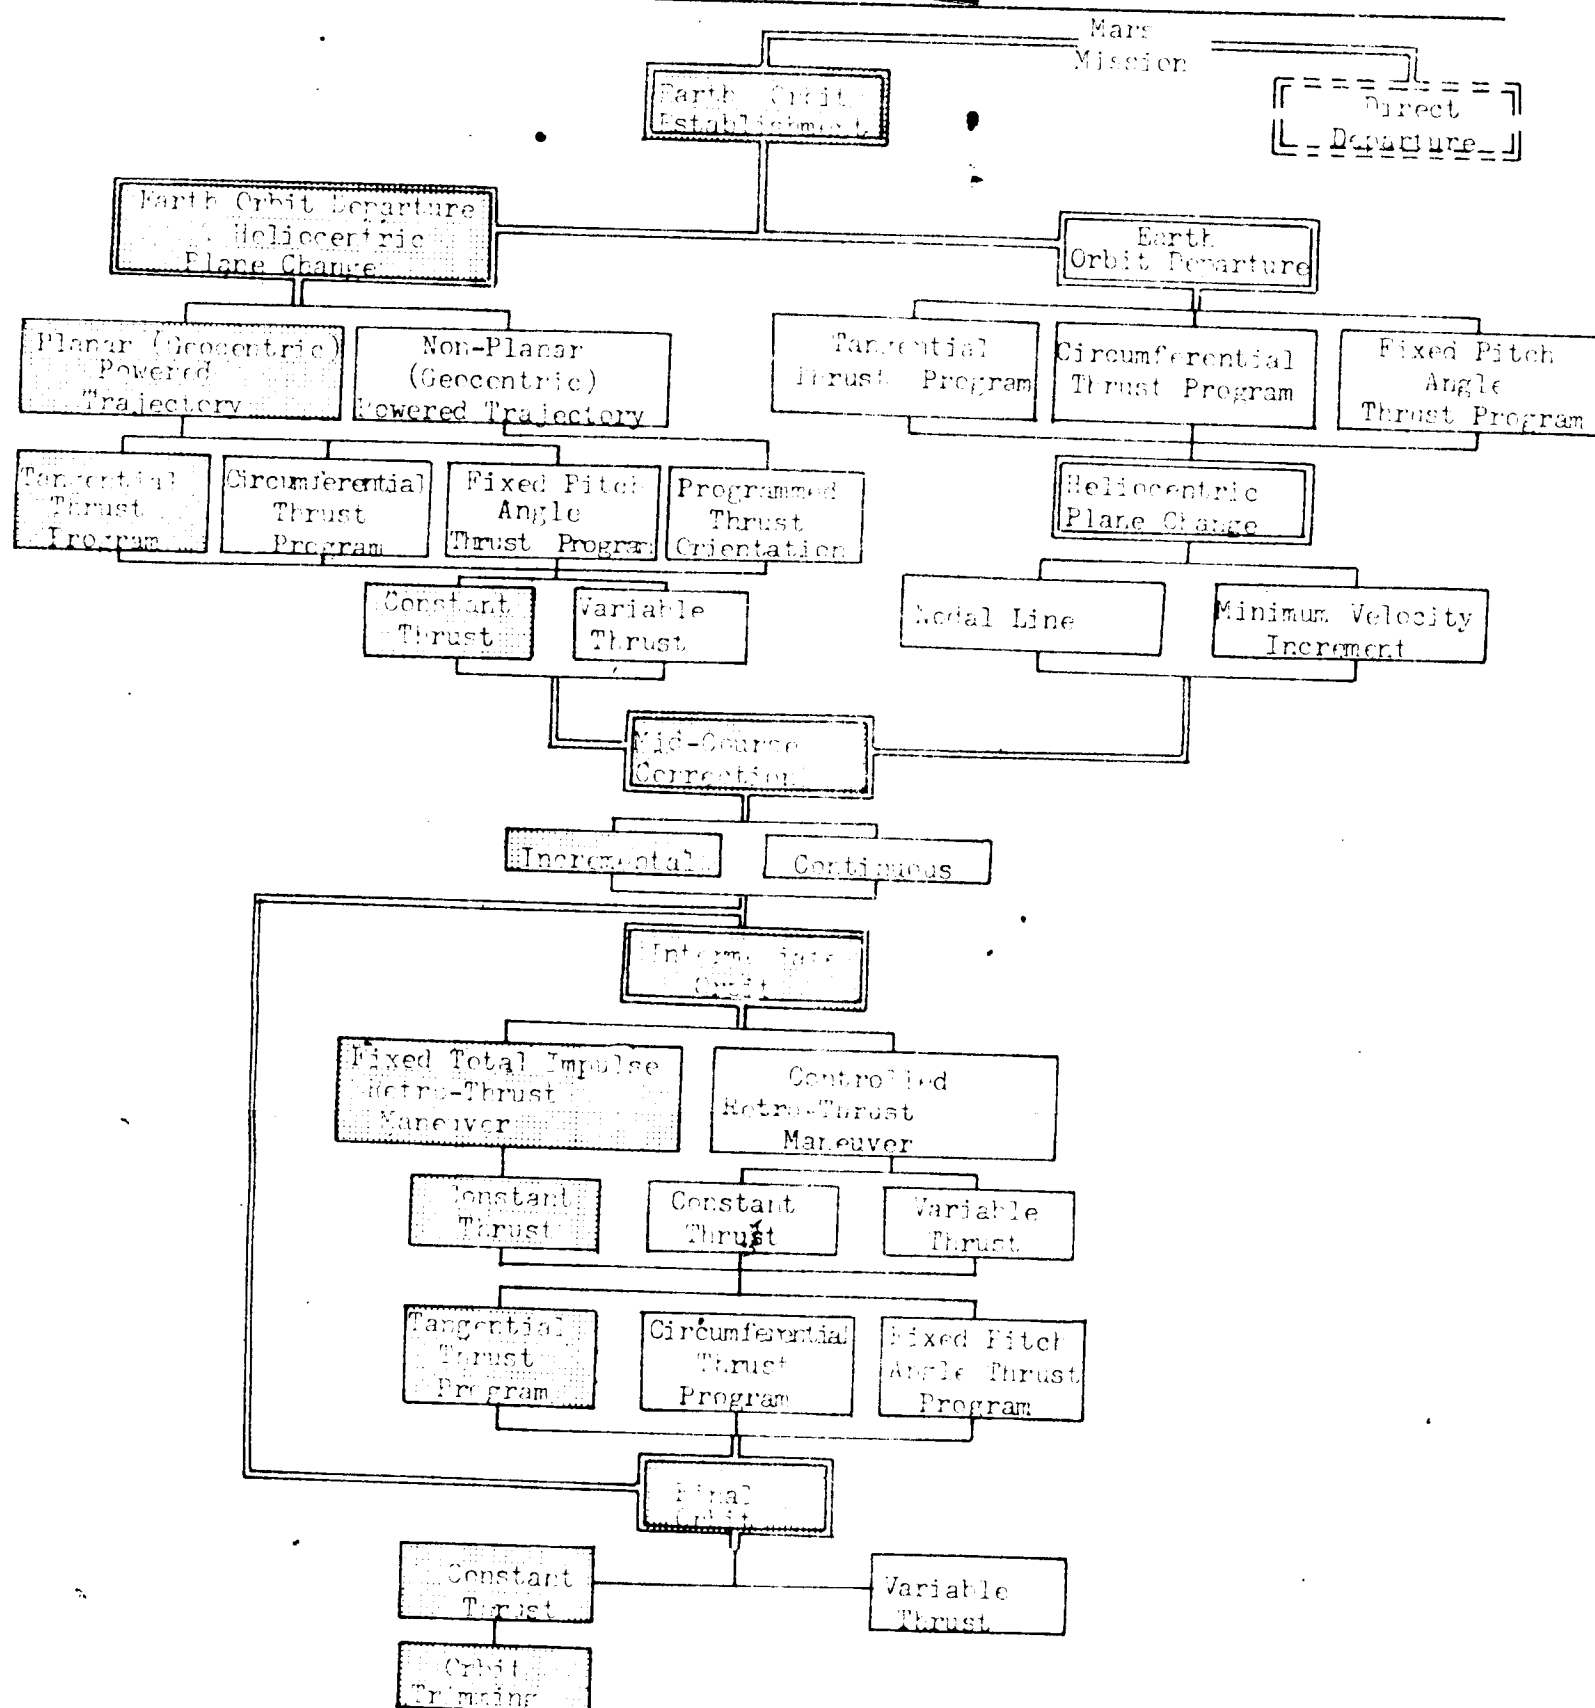 Mars
Mission
Earth Orbit
Establishment
Direct
Departure
Earth Orbit Departure
Heliocentric
Plane Change
Earth
Orbit Departure
Planar (Geocentric)
Powered
Trajectory
Non-Planar
(Geocentric)
Powered Trajectory
Tangential
Thrust Program
Circumferential
Thrust Program
Fixed Pitch
Angle
Thrust Program
Tangential
Thrust
Program
Circumferential
Thrust
Program
Fixed Pitch
Angle
Thrust Program
Programmed
Thrust
Orientation
Heliocentric
Plane Change
Constant
Thrust
Variable
Thrust
Nodal Line
Minimum Velocity
Increment
Mid-Course
Correction
Incremental
Continuous
Intermediate
Orbit
Fixed Total Impulse
Retro-Thrust
Maneuver
Controlled
Retro-Thrust
Maneuver
Constant
Thrust
Constant
Thrust
Variable
Thrust
Tangential
Thrust
Program
Circumferential
Thrust
Program
Fixed Pitch
Angle Thrust
Program
Final
Orbit
Constant
Thrust
Variable
Thrust
Orbit
Trimming